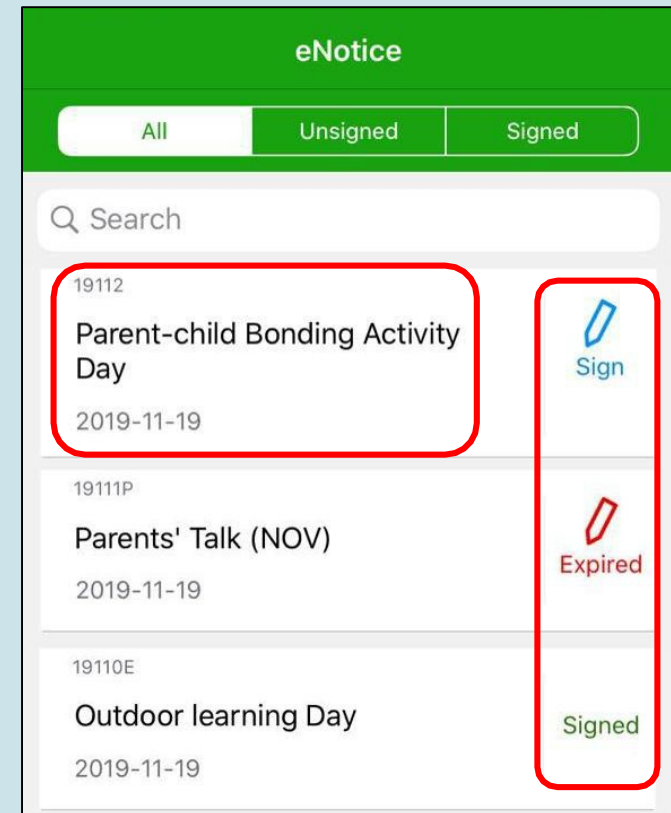 eNotice
All Unsigned Signed
Search
19112
Parent-child Bonding Activity
Day
2019-11-19
Sign
19111P
Parents' Talk (NOV)
2019-11-19
Expired
19110E
Outdoor learning Day
2019-11-19
Signed